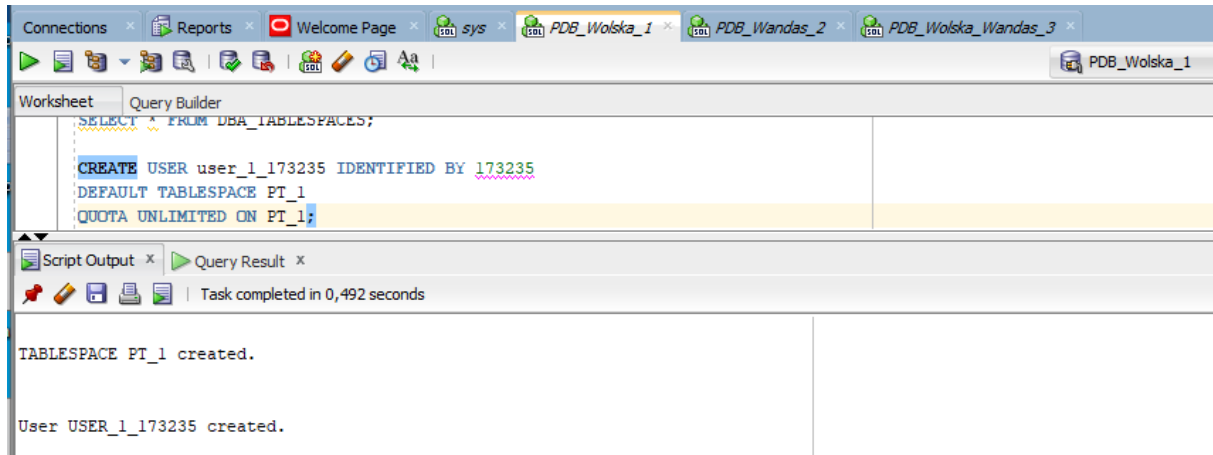 Connections Reports Welcome Page sys PDB_Wolska_1 PDB_Wandas_2 PDB_Wolska_Wandas_3
PDB_Wolska_1
Worksheet Query Builder
SELECT * FROM DBA_TABLESPACES;
CREATE USER user_1_173235 IDENTIFIED BY 173235
DEFAULT TABLESPACE PT_1
QUOTA UNLIMITED ON PT_1;
Script Output x Query Result x
Task completed in 0,492 seconds
TABLESPACE PT_1 created.
User USER_1_173235 created.